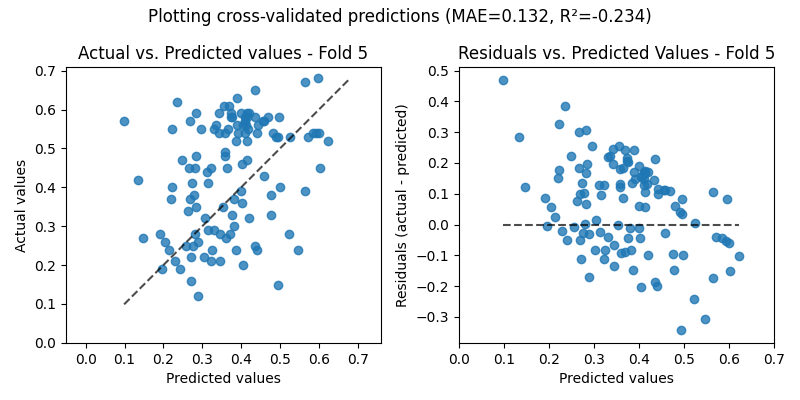 Plotting cross-validated predictions (MAE=0.132, R²=-0.234)
Actual vs. Predicted values - Fold 5
0.7
0.6
0.5
0.4
0.3
0.2
0.1
0.0
Actual values
0.0 0.1 0.2 0.3 0.4 0.5 0.6 0.7
Predicted values
Residuals vs. Predicted Values - Fold 5
0.5
0.4
0.3
0.2
0.1
0.0
−0.1
−0.2
−0.3
Residuals (actual - predicted)
0.0 0.1 0.2 0.3 0.4 0.5 0.6 0.7
Predicted values